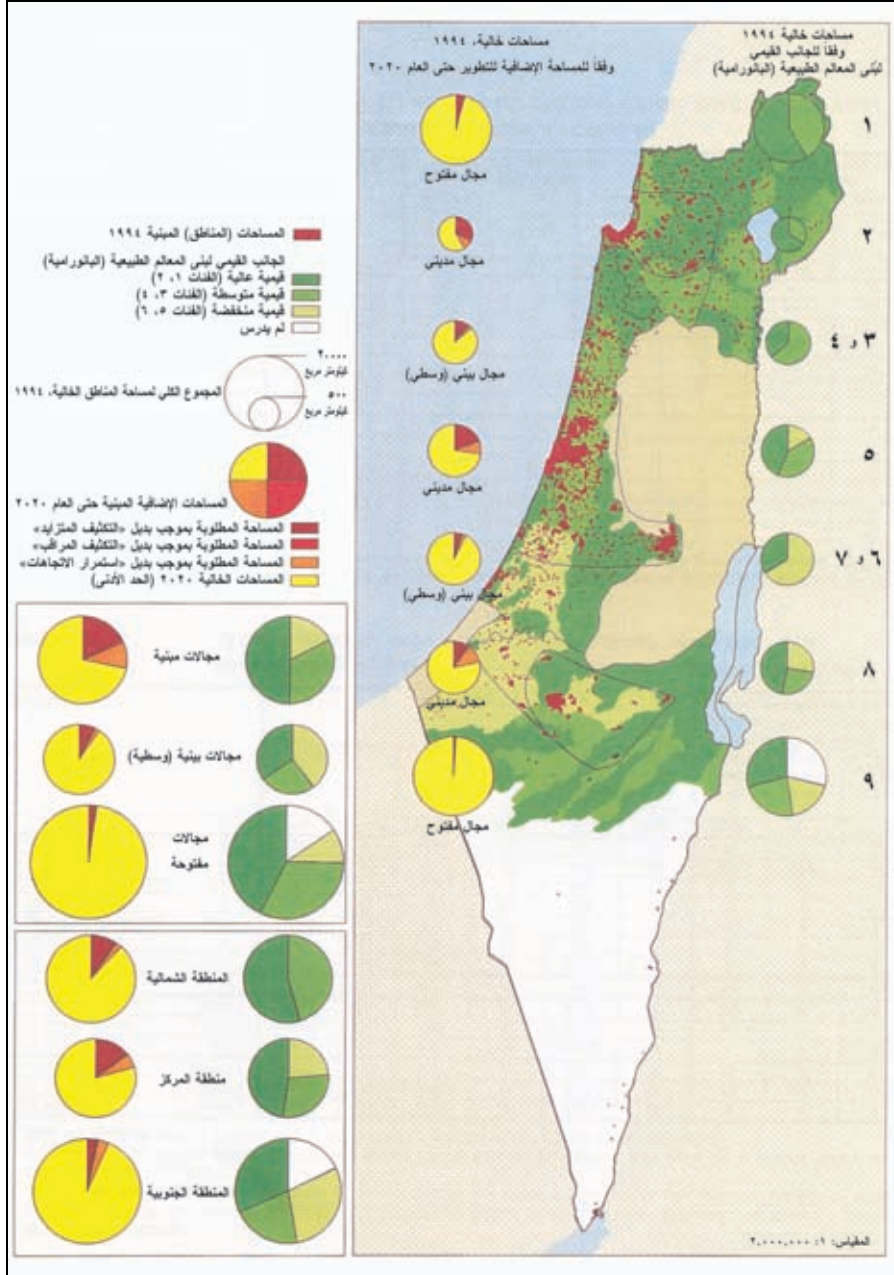 مساحات خالية ١٩٩٤
وفقاً للجانب القيمي
لبُنى المعالم الطبيعية (البانورامية)
مساحات خالية، ١٩٩٤
وفقاً للمساحة الإضافية للتطوير حتى العام ٢٠٢٠
١
مجال مفتوح
٢
مجال مديني
٣ و ٤
مجال بيني (وسطي)
٥
مجال مديني
٦ و ٧
مجال بيني (وسطي)
٨
مجال مديني
٩
مجال مفتوح
المقياس: ١: ٢،٠٠٠،٠٠٠
المساحات (المناطق) المبنية ١٩٩٤
الجانب القيمي لبنى المعالم الطبيعية (البانورامية)
قيمية عالية (الفئات ١، ٢)
قيمية متوسطة (الفئات ٣، ٤)
قيمية منخفضة (الفئات ٥، ٦)
لم يدرس
٢٠٠٠
كيلومتر مربع
المجموع الكلي لمساحة المناطق الخالية، ١٩٩٤
٥٠٠
كيلومتر مربع
المساحات الإضافية المبنية حتى العام ٢٠٢٠
المساحة المطلوبة بموجب بديل «التكثيف المتزايد»
المساحة المطلوبة بموجب بديل «التكثيف المراقب»
المساحة المطلوبة بموجب بديل «استمرار الاتجاهات»
المساحات الخالية ٢٠٢٠ (الحد الأدنى)
مجالات مبنية
مجالات بينية (وسطية)
مجالات
مفتوحة
المنطقة الشمالية
منطقة المركز
المنطقة الجنوبية